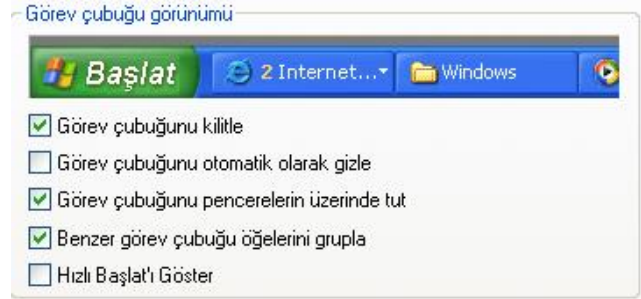 Görev çubuğu görünümü
Başlat 2 Internet... Windows
Görev çubuğunu kilitle
Görev çubuğunu otomatik olarak gizle
Görev çubuğunu pencerelerin üzerinde tut
Benzer görev çubuğu öğelerini grupla
Hızlı Başlat'ı Göster